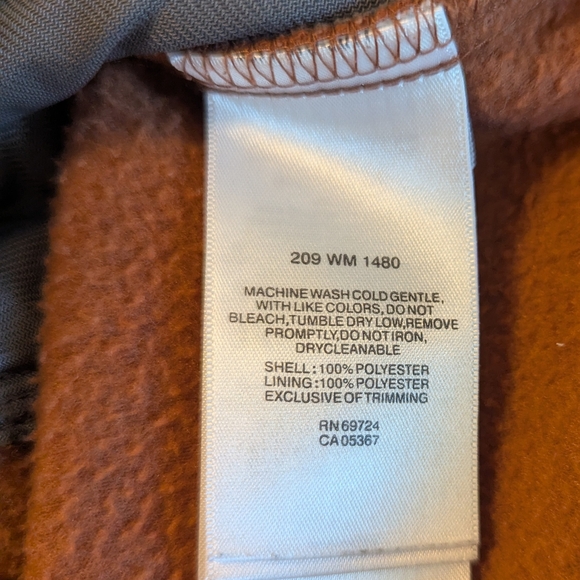 209 WM 1480
MACHINE WASH COLD GENTLE,
WITH LIKE COLORS, DO NOT
BLEACH,TUMBLE DRY LOW,REMOVE
PROMPTLY,DO NOT IRON,
DRYCLEANABLE
SHELL:100% POLYESTER
LINING:100% POLYESTER
EXCLUSIVE OF TRIMMING
RN 69724
CA 05367